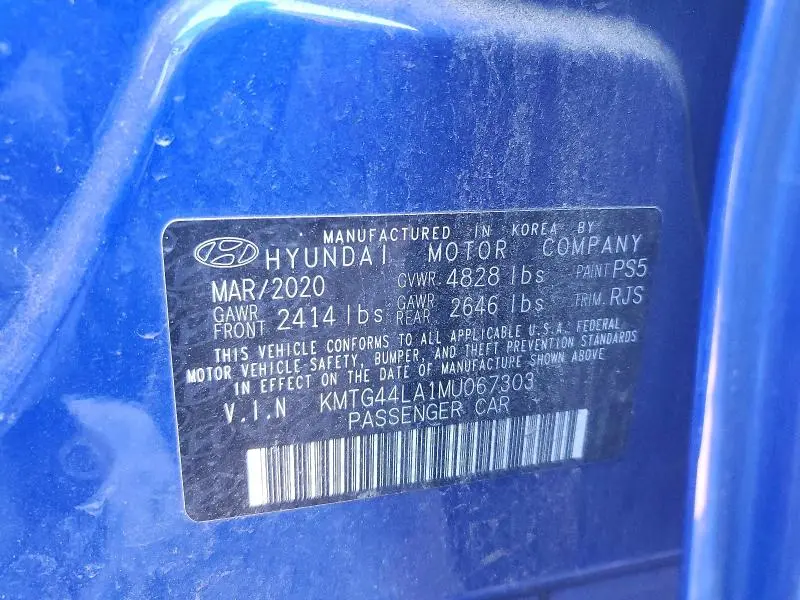 MANUFACTURED IN KOREA BY
HYUNDAI MOTOR COMPANY
MAR/2020 GVWR 4828 lbs PAINT PS5
GAWR FRONT 2414 lbs GAWR REAR 2646 lbs TRIM. RJS
THIS VEHICLE CONFORMS TO ALL APPLICABLE U.S.A. FEDERAL
MOTOR VEHICLE-SAFETY, BUMPER, AND THEFT PREVENTION STANDARDS
IN EFFECT ON THE DATE OF MANUFACTURE SHOWN ABOVE
V.I.N KMTG44LA1MU067303
PASSENGER CAR